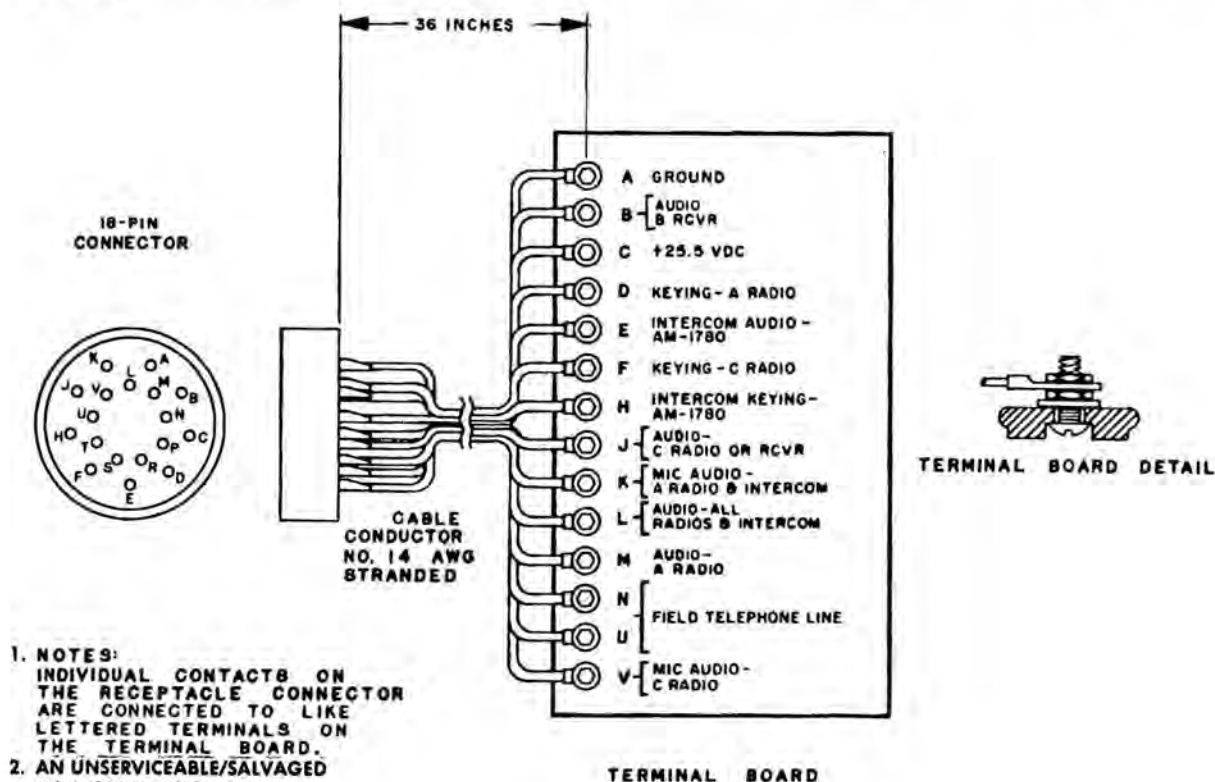 36 INCHES
18-PIN
CONNECTOR
K
L
A
J
V
M
B
U
N
H
T
P
C
F
S
R
D
E
CABLE
CONDUCTOR
NO. 14 AWG
STRANDED
A GROUND
B AUDIO
B RCVR
C +25.5 VDC
D KEYING-A RADIO
E INTERCOM AUDIO-
AM-1780
F KEYING-C RADIO
H INTERCOM KEYING-
AM-1780
J AUDIO-
C RADIO OR RCVR
K MIC AUDIO-
A RADIO & INTERCOM
L AUDIO-ALL
RADIOS & INTERCOM
M AUDIO-
A RADIO
N
FIELD TELEPHONE LINE
U
V MIC AUDIO-
C RADIO
TERMINAL BOARD DETAIL
1. NOTES:
INDIVIDUAL CONTACTS ON
THE RECEPTACLE CONNECTOR
ARE CONNECTED TO LIKE
LETTERED TERMINALS ON
THE TERMINAL BOARD.
2. AN UNSERVICEABLE/SALVAGED
TERMINAL BOARD